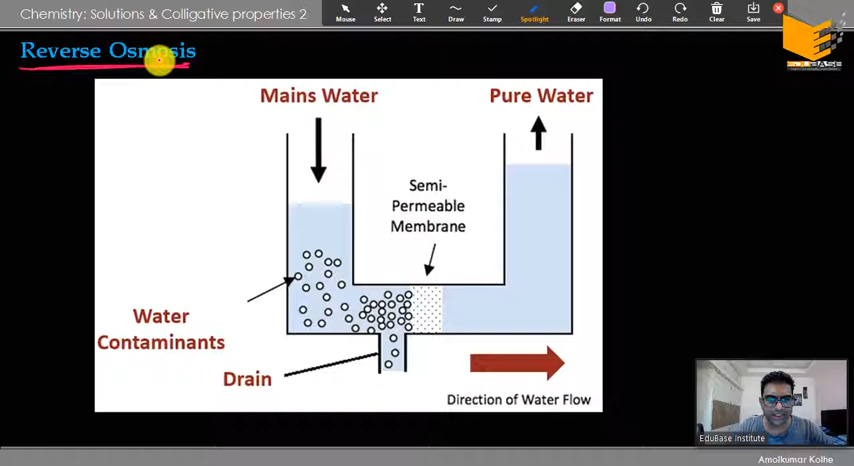 Chemistry: Solutions & Colligative properties 2
Mouse
Select
Text
Draw
Stamp
Spotlight
Eraser
Format
Undo
Redo
Clear
Save
Reverse Osmosis
EDUBASE
Mains Water
Pure Water
Semi-
Permeable
Membrane
Water
Contaminants
Drain
Direction of Water Flow
EduBase Institute
Amolkumar Kolhe